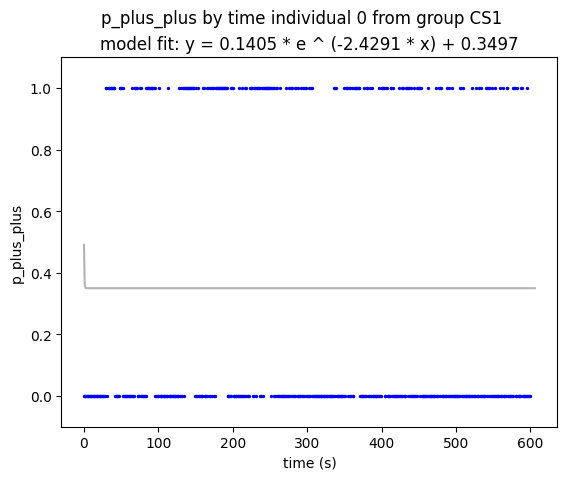 p_plus_plus by time individual 0 from group CS1
model fit: y = 0.1405 * e ^ (-2.4291 * x) + 0.3497
1.0
0.8
0.6
0.4
0.2
0.0
p_plus_plus
0 100 200 300 400 500 600
time (s)